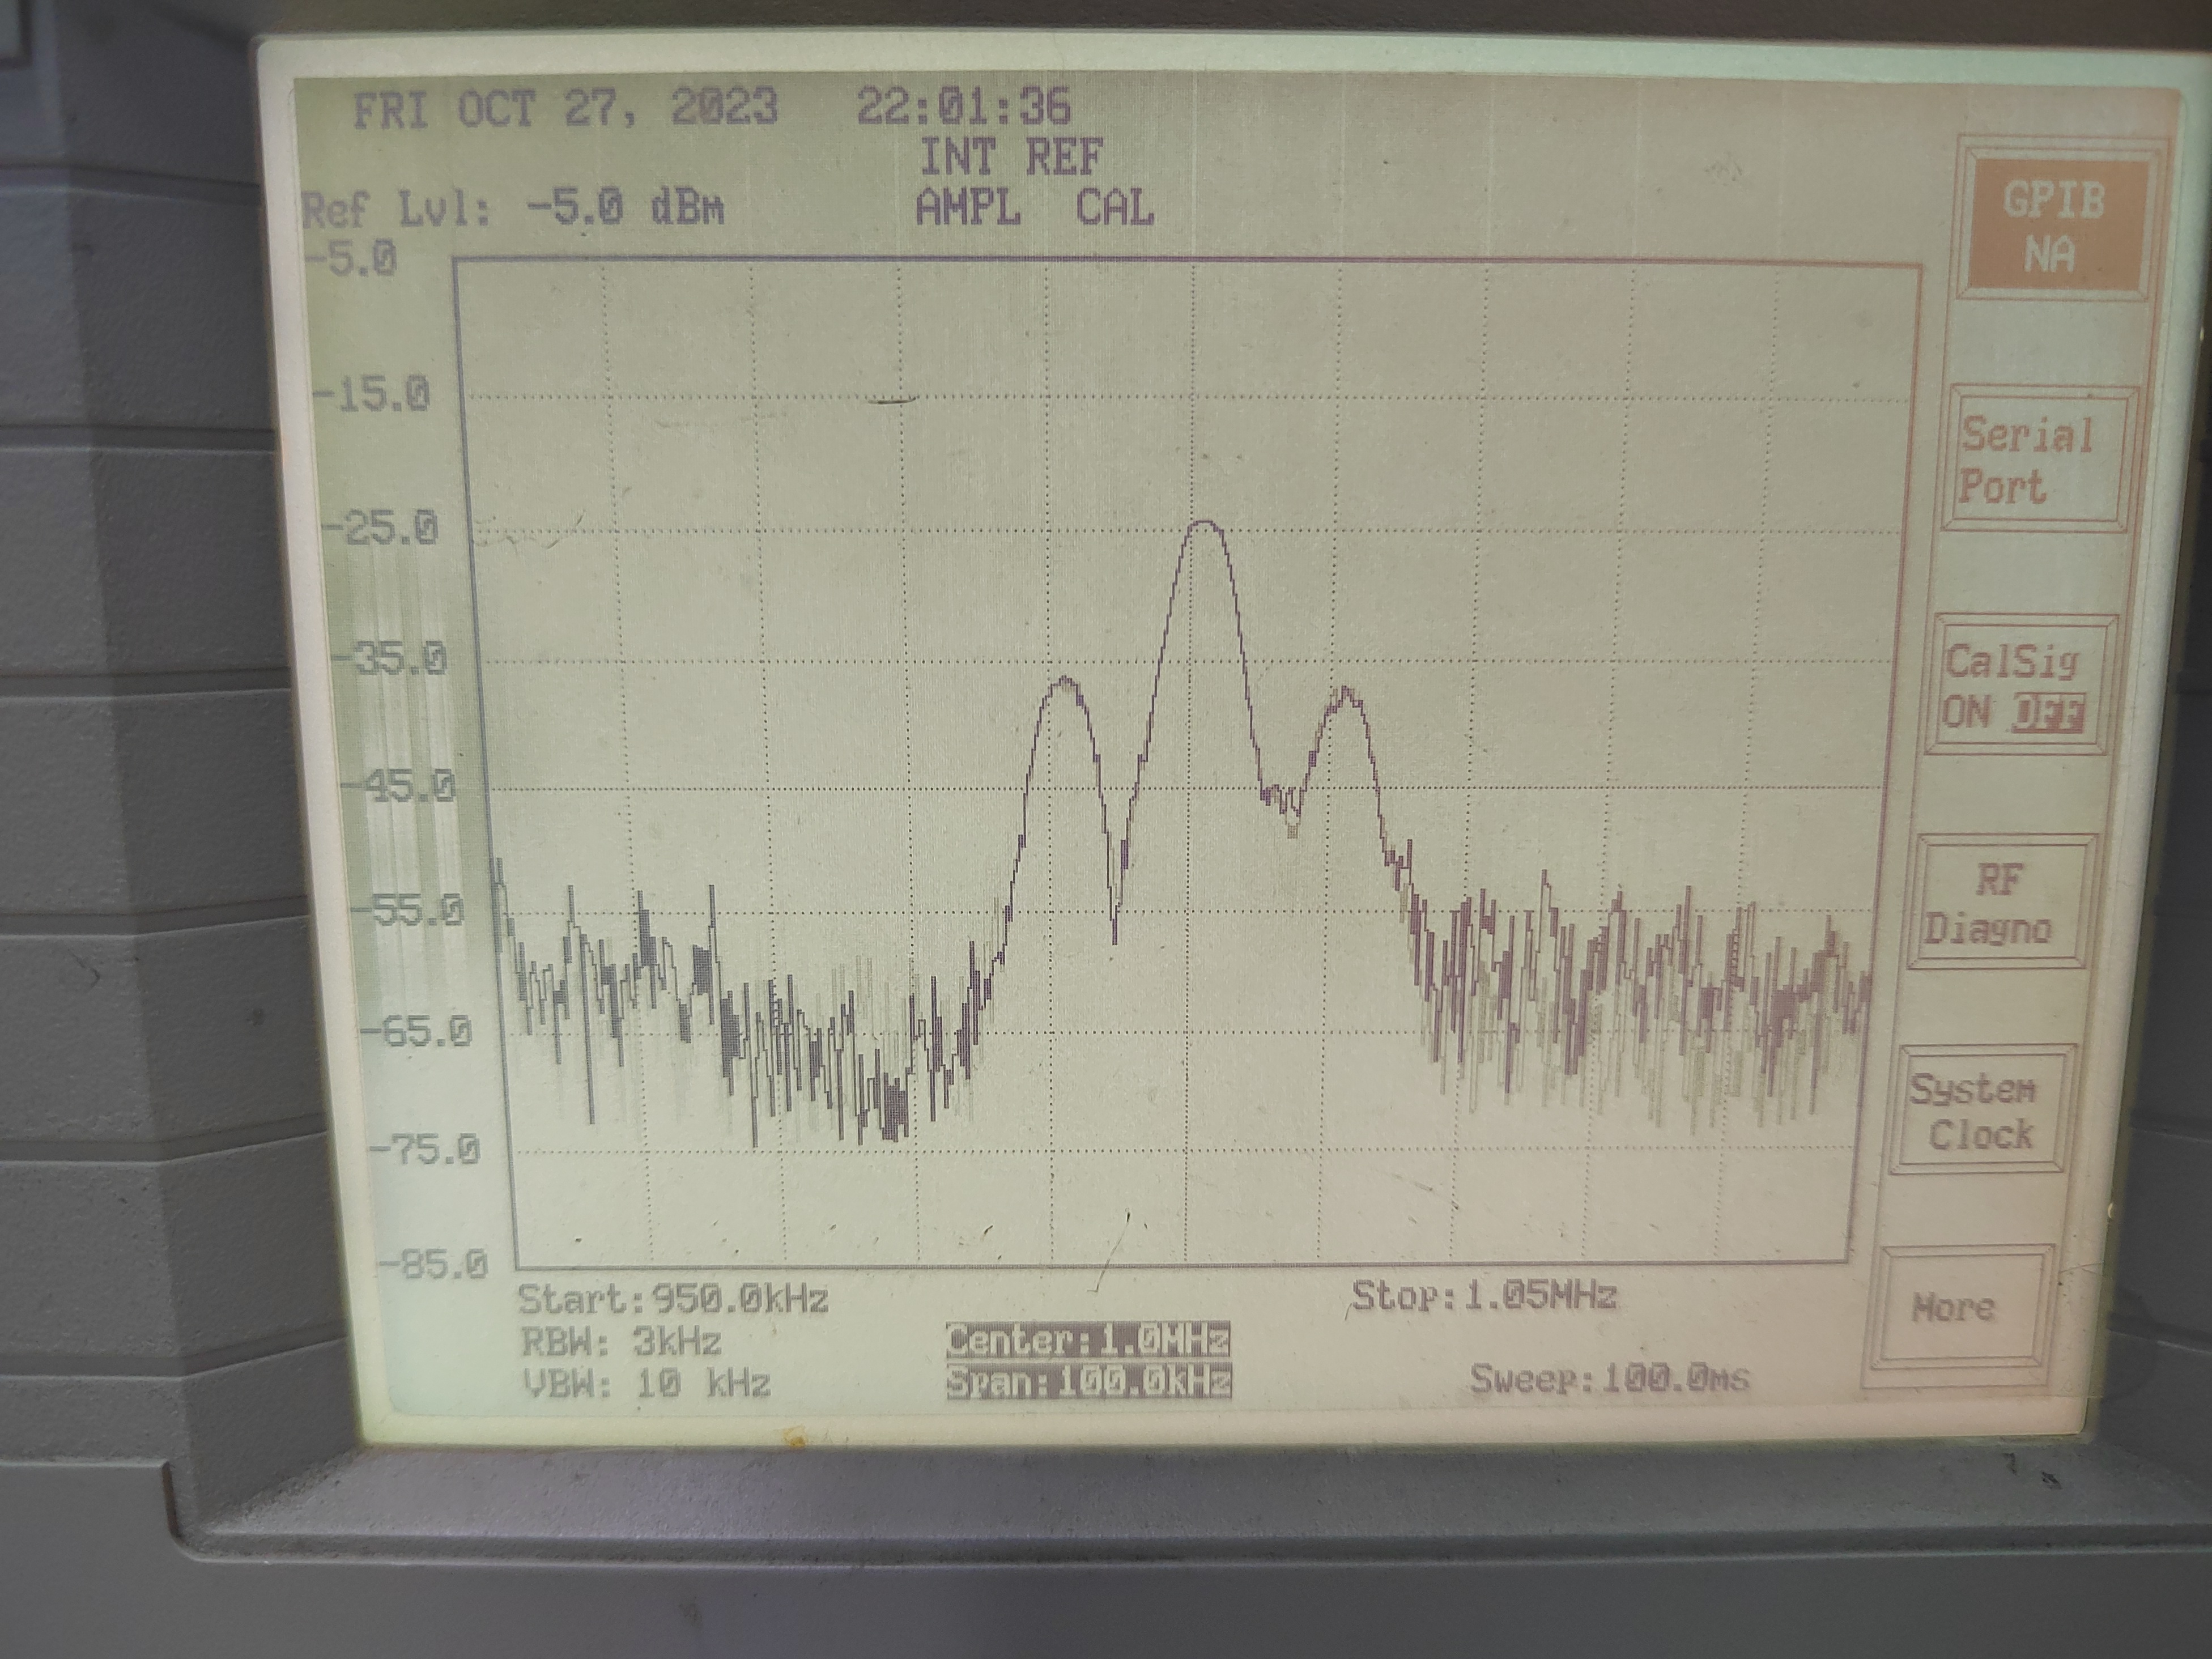 FRI OCT 27, 2023 22:01:36
INT REF
Ref Lvl: -5.0 dBm AMPL CAL
-5.0
-15.0
-25.0
-35.0
-45.0
-55.0
-65.0
-75.0
-85.0
Start:950.0kHz Stop:1.05MHz
RBW: 3kHz Center:1.0MHz
VBW: 10 kHz Span:100.0kHz Sweep:100.0ms
GPIB
NA
Serial
Port
CalSig
ON OFF
RF
Diagno
System
Clock
More